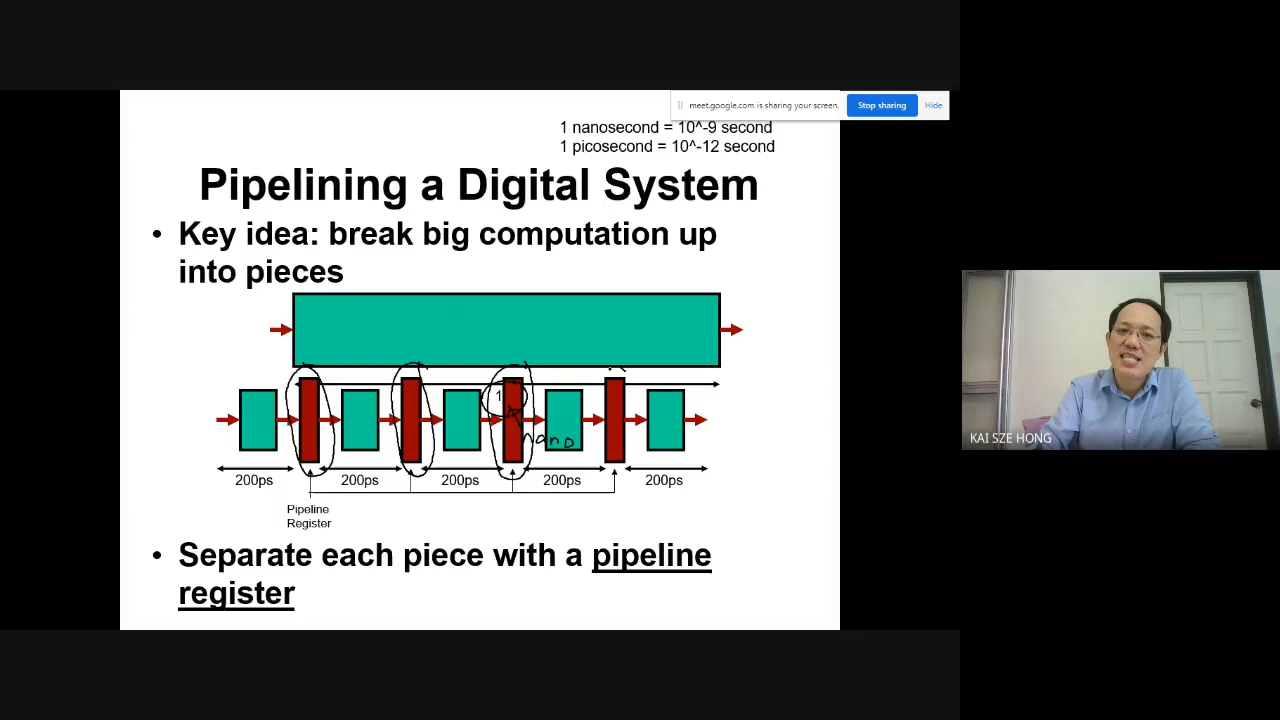 meet.google.com is sharing your screen.
Stop sharing
Hide
1 nanosecond = 10^-9 second
1 picosecond = 10^-12 second
Pipelining a Digital System
• Key idea: break big computation up
into pieces
1
nano
200ps
200ps
200ps
200ps
200ps
Pipeline
Register
• Separate each piece with a pipeline
register
KAI SZE HONG